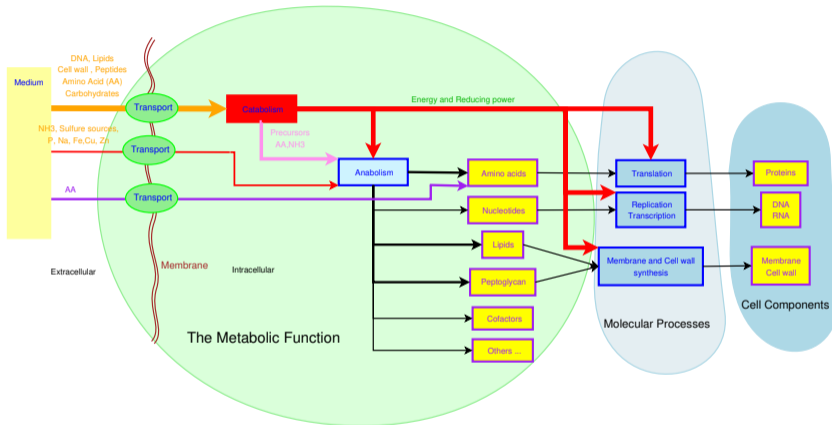 DNA, Lipids
Cell wall , Peptides
Amino Acid (AA)
Carbohydrates
Medium
Transport
Catabolism
Energy and Reducing power
NH3, Sulfure sources,
P, Na, Fe,Cu, Zn
Transport
Precursors
AA,NH3
Anabolism
Amino acids
Translation
Proteins
AA
Transport
Nucleotides
Replication
Transcription
DNA
RNA
Lipids
Extracellular
Membrane
Intracellular
Peptoglycan
Membrane and Cell wall
synthesis
Membrane
Cell wall
Cofactors
Others ...
The Metabolic Function
Molecular Processes
Cell Components